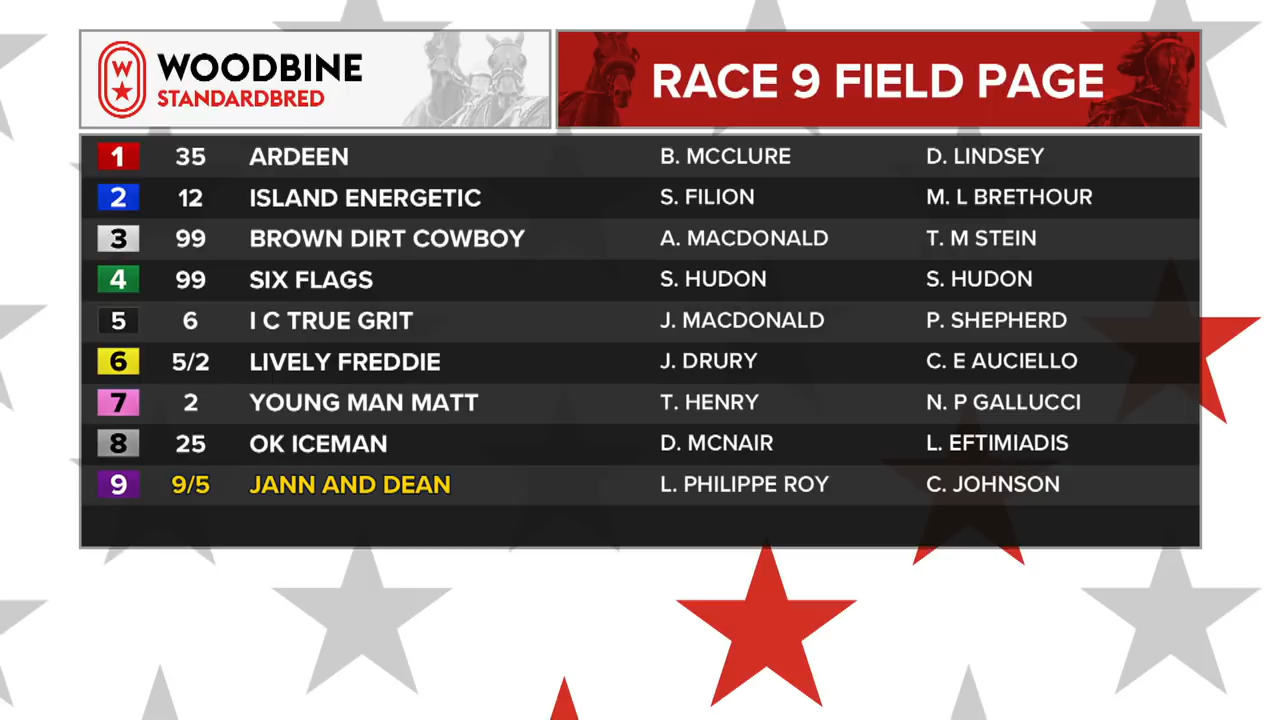 W
WOODBINE
STANDARDBRED
RACE 9 FIELD PAGE
1 35 ARDEEN B. MCCLURE D. LINDSEY
2 12 ISLAND ENERGETIC S. FILION M. L BRETHOUR
3 99 BROWN DIRT COWBOY A. MACDONALD T. M STEIN
4 99 SIX FLAGS S. HUDON S. HUDON
5 6 I C TRUE GRIT J. MACDONALD P. SHEPHERD
6 5/2 LIVELY FREDDIE J. DRURY C. E AUCIELLO
7 2 YOUNG MAN MATT T. HENRY N. P GALLUCCI
8 25 OK ICEMAN D. MCNAIR L. EFTIMIADIS
9 9/5 JANN AND DEAN L. PHILIPPE ROY C. JOHNSON